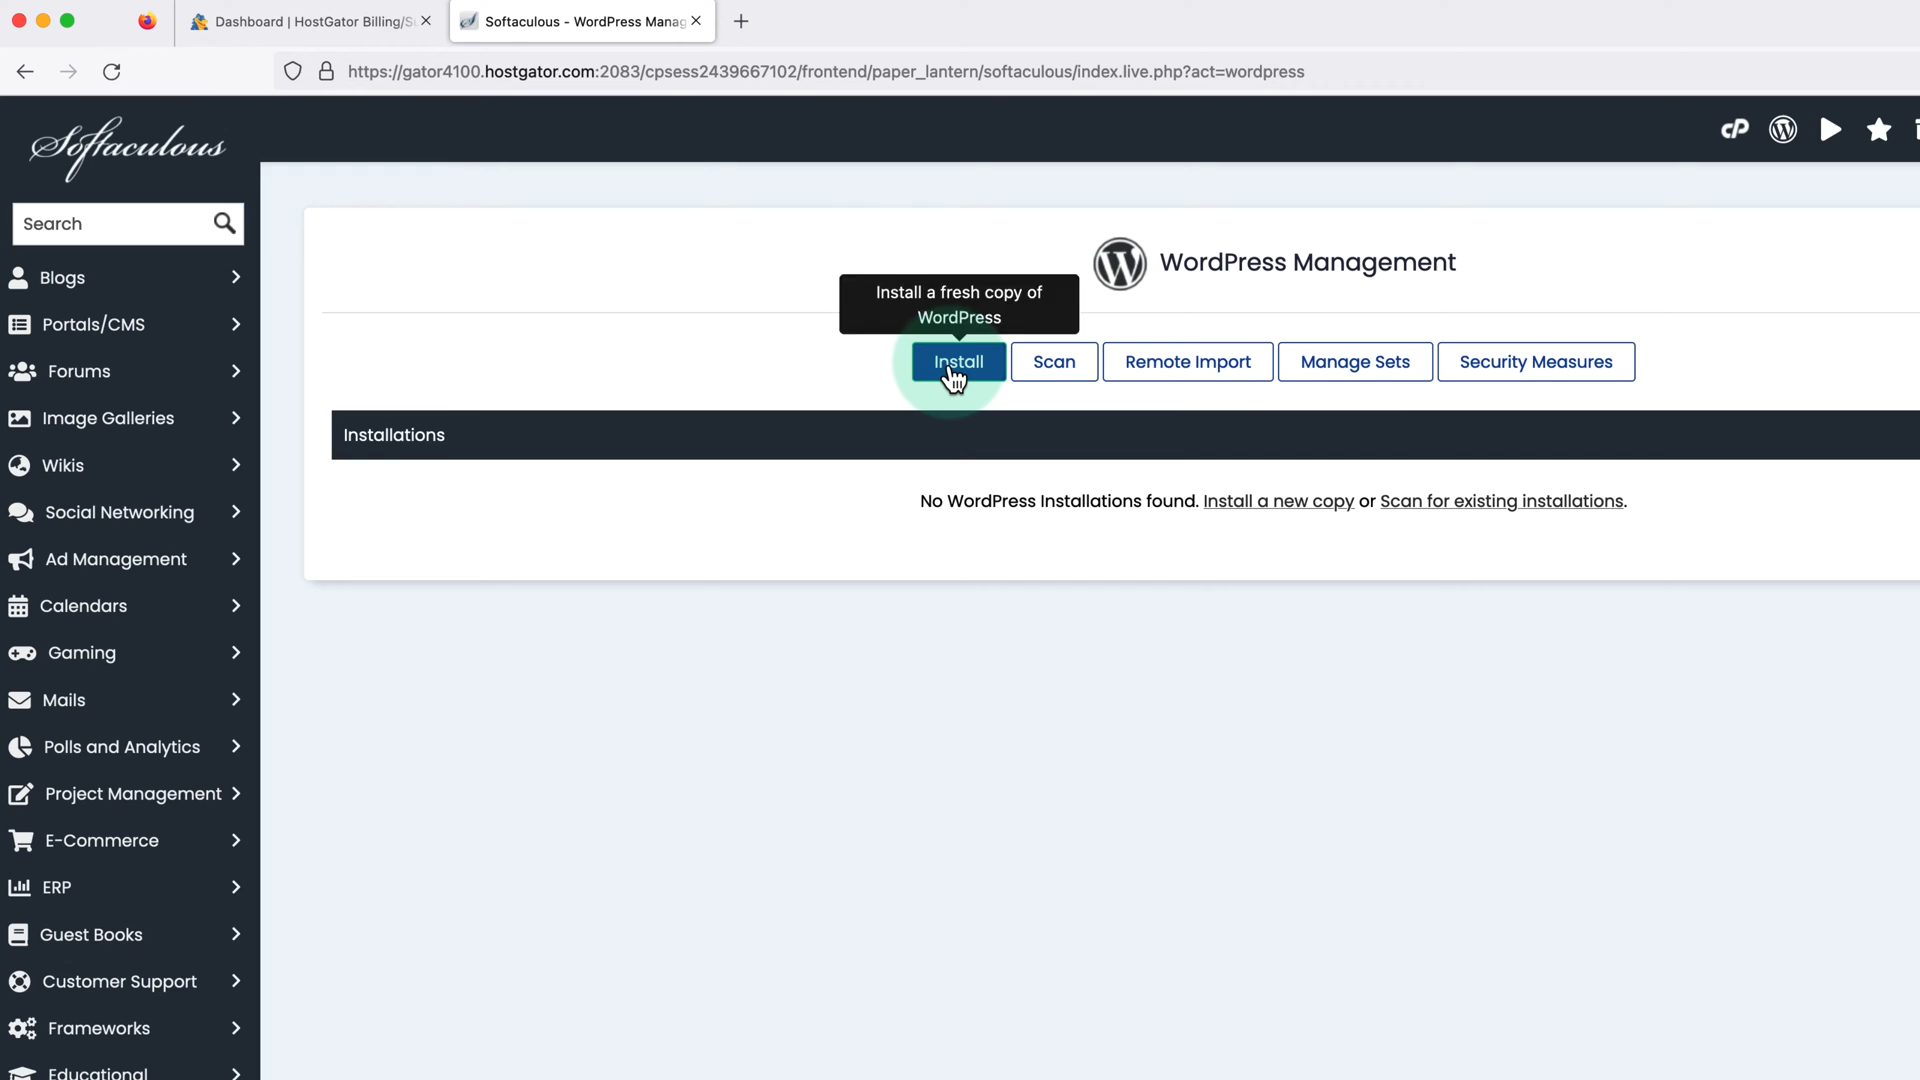 Dashboard | HostGator Billing/Su
Softaculous - WordPress Manag
https://gator4100.hostgator.com:2083/cpsess2439667102/frontend/paper_lantern/softaculous/index.live.php?act=wordpress
Softaculous
cP
Search
Blogs
Portals/CMS
Forums
Image Galleries
Wikis
Social Networking
Ad Management
Calendars
Gaming
Mails
Polls and Analytics
Project Management
E-Commerce
ERP
Guest Books
Customer Support
Frameworks
Educational
WordPress Management
Install a fresh copy of
WordPress
Install Scan Remote Import Manage Sets Security Measures
Installations
No WordPress Installations found. Install a new copy or Scan for existing installations.